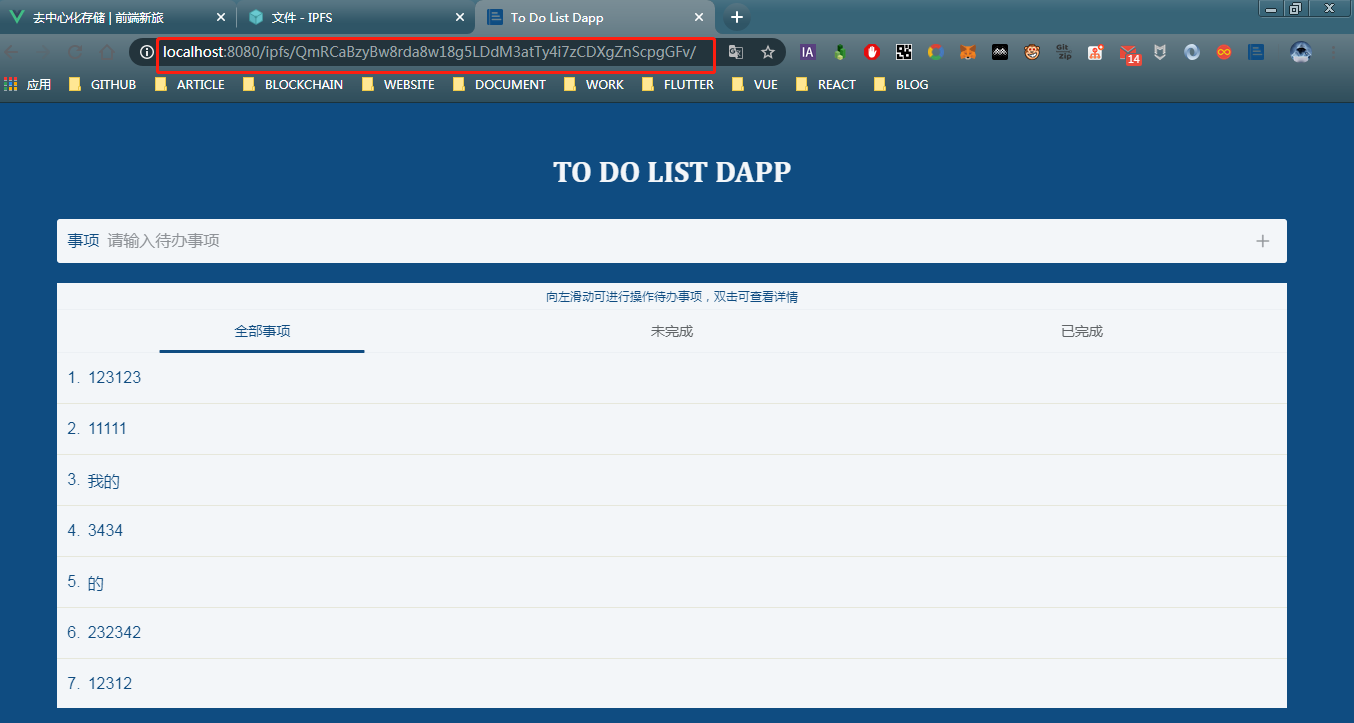 去中心化存储 | 前端新旅
文件 - IPFS
To Do List Dapp
localhost:8080/ipfs/QmRCaBzyBw8rda8w18g5LDdM3atTy4i7zCDXgZnScpgGFv/
IA
Git zip
14
应用 GITHUB ARTICLE BLOCKCHAIN WEBSITE DOCUMENT WORK FLUTTER VUE REACT BLOG
TO DO LIST DAPP
事项 请输入待办事项
向左滑动可进行操作待办事项，双击可查看详情
全部事项 未完成 已完成
1. 123123
2. 11111
3. 我的
4. 3434
5. 的
6. 232342
7. 12312